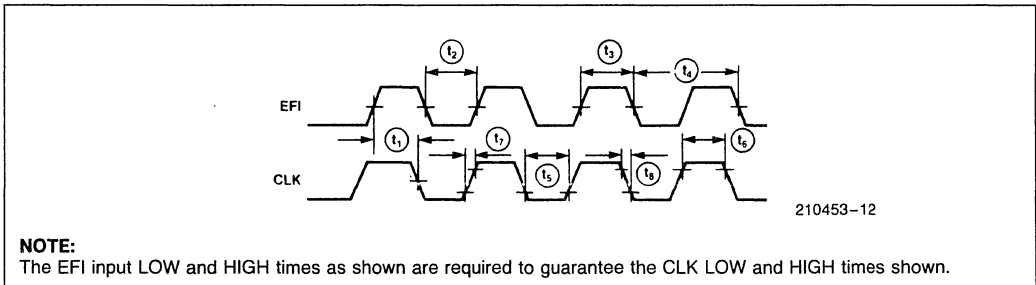 t₂ t₃ t₄
EFI
t₁ t₇ t₅ t₈ t₆
CLK
210453–12
NOTE:
The EFI input LOW and HIGH times as shown are required to guarantee the CLK LOW and HIGH times shown.